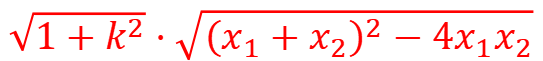 √(1 + k²) · √((x₁ + x₂)² − 4x₁x₂)